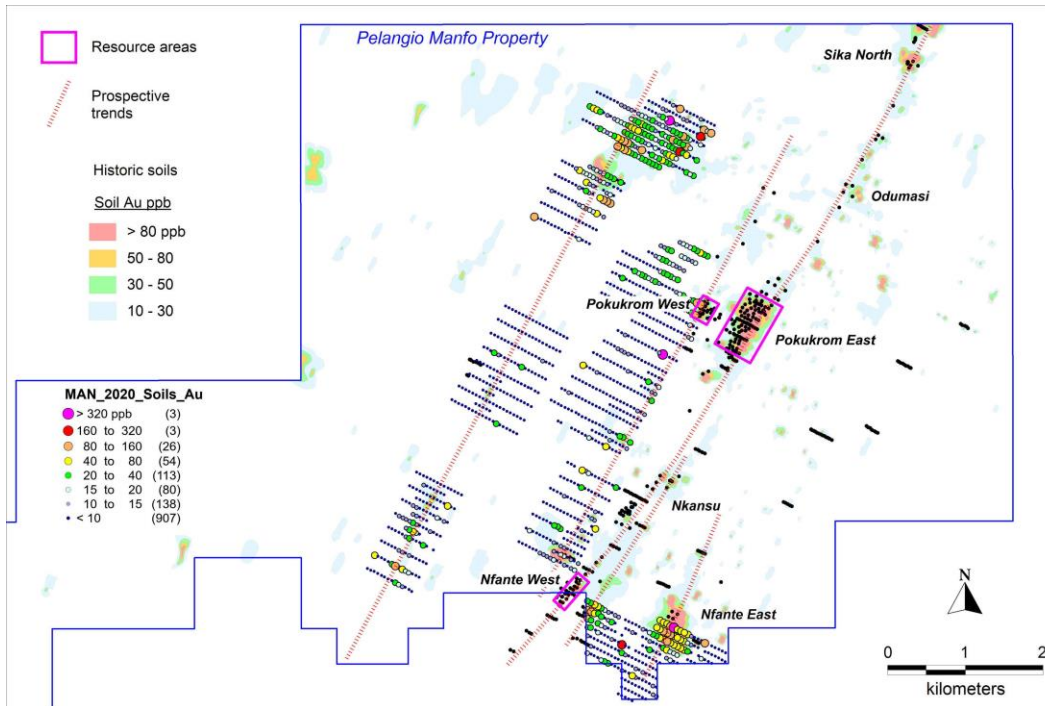 Pelangio Manfo Property
Resource areas
Prospective
trends
Historic soils
Soil Au ppb
> 80 ppb
50 - 80
30 - 50
10 - 30
MAN_2020_Soils_Au
> 320 ppb (3)
160 to 320 (3)
80 to 160 (26)
40 to 80 (54)
20 to 40 (113)
15 to 20 (80)
10 to 15 (138)
< 10 (907)
Sika North
Odumasi
Pokukrom West
Pokukrom East
Nkansu
Nfante West
Nfante East
N
0 1 2
kilometers